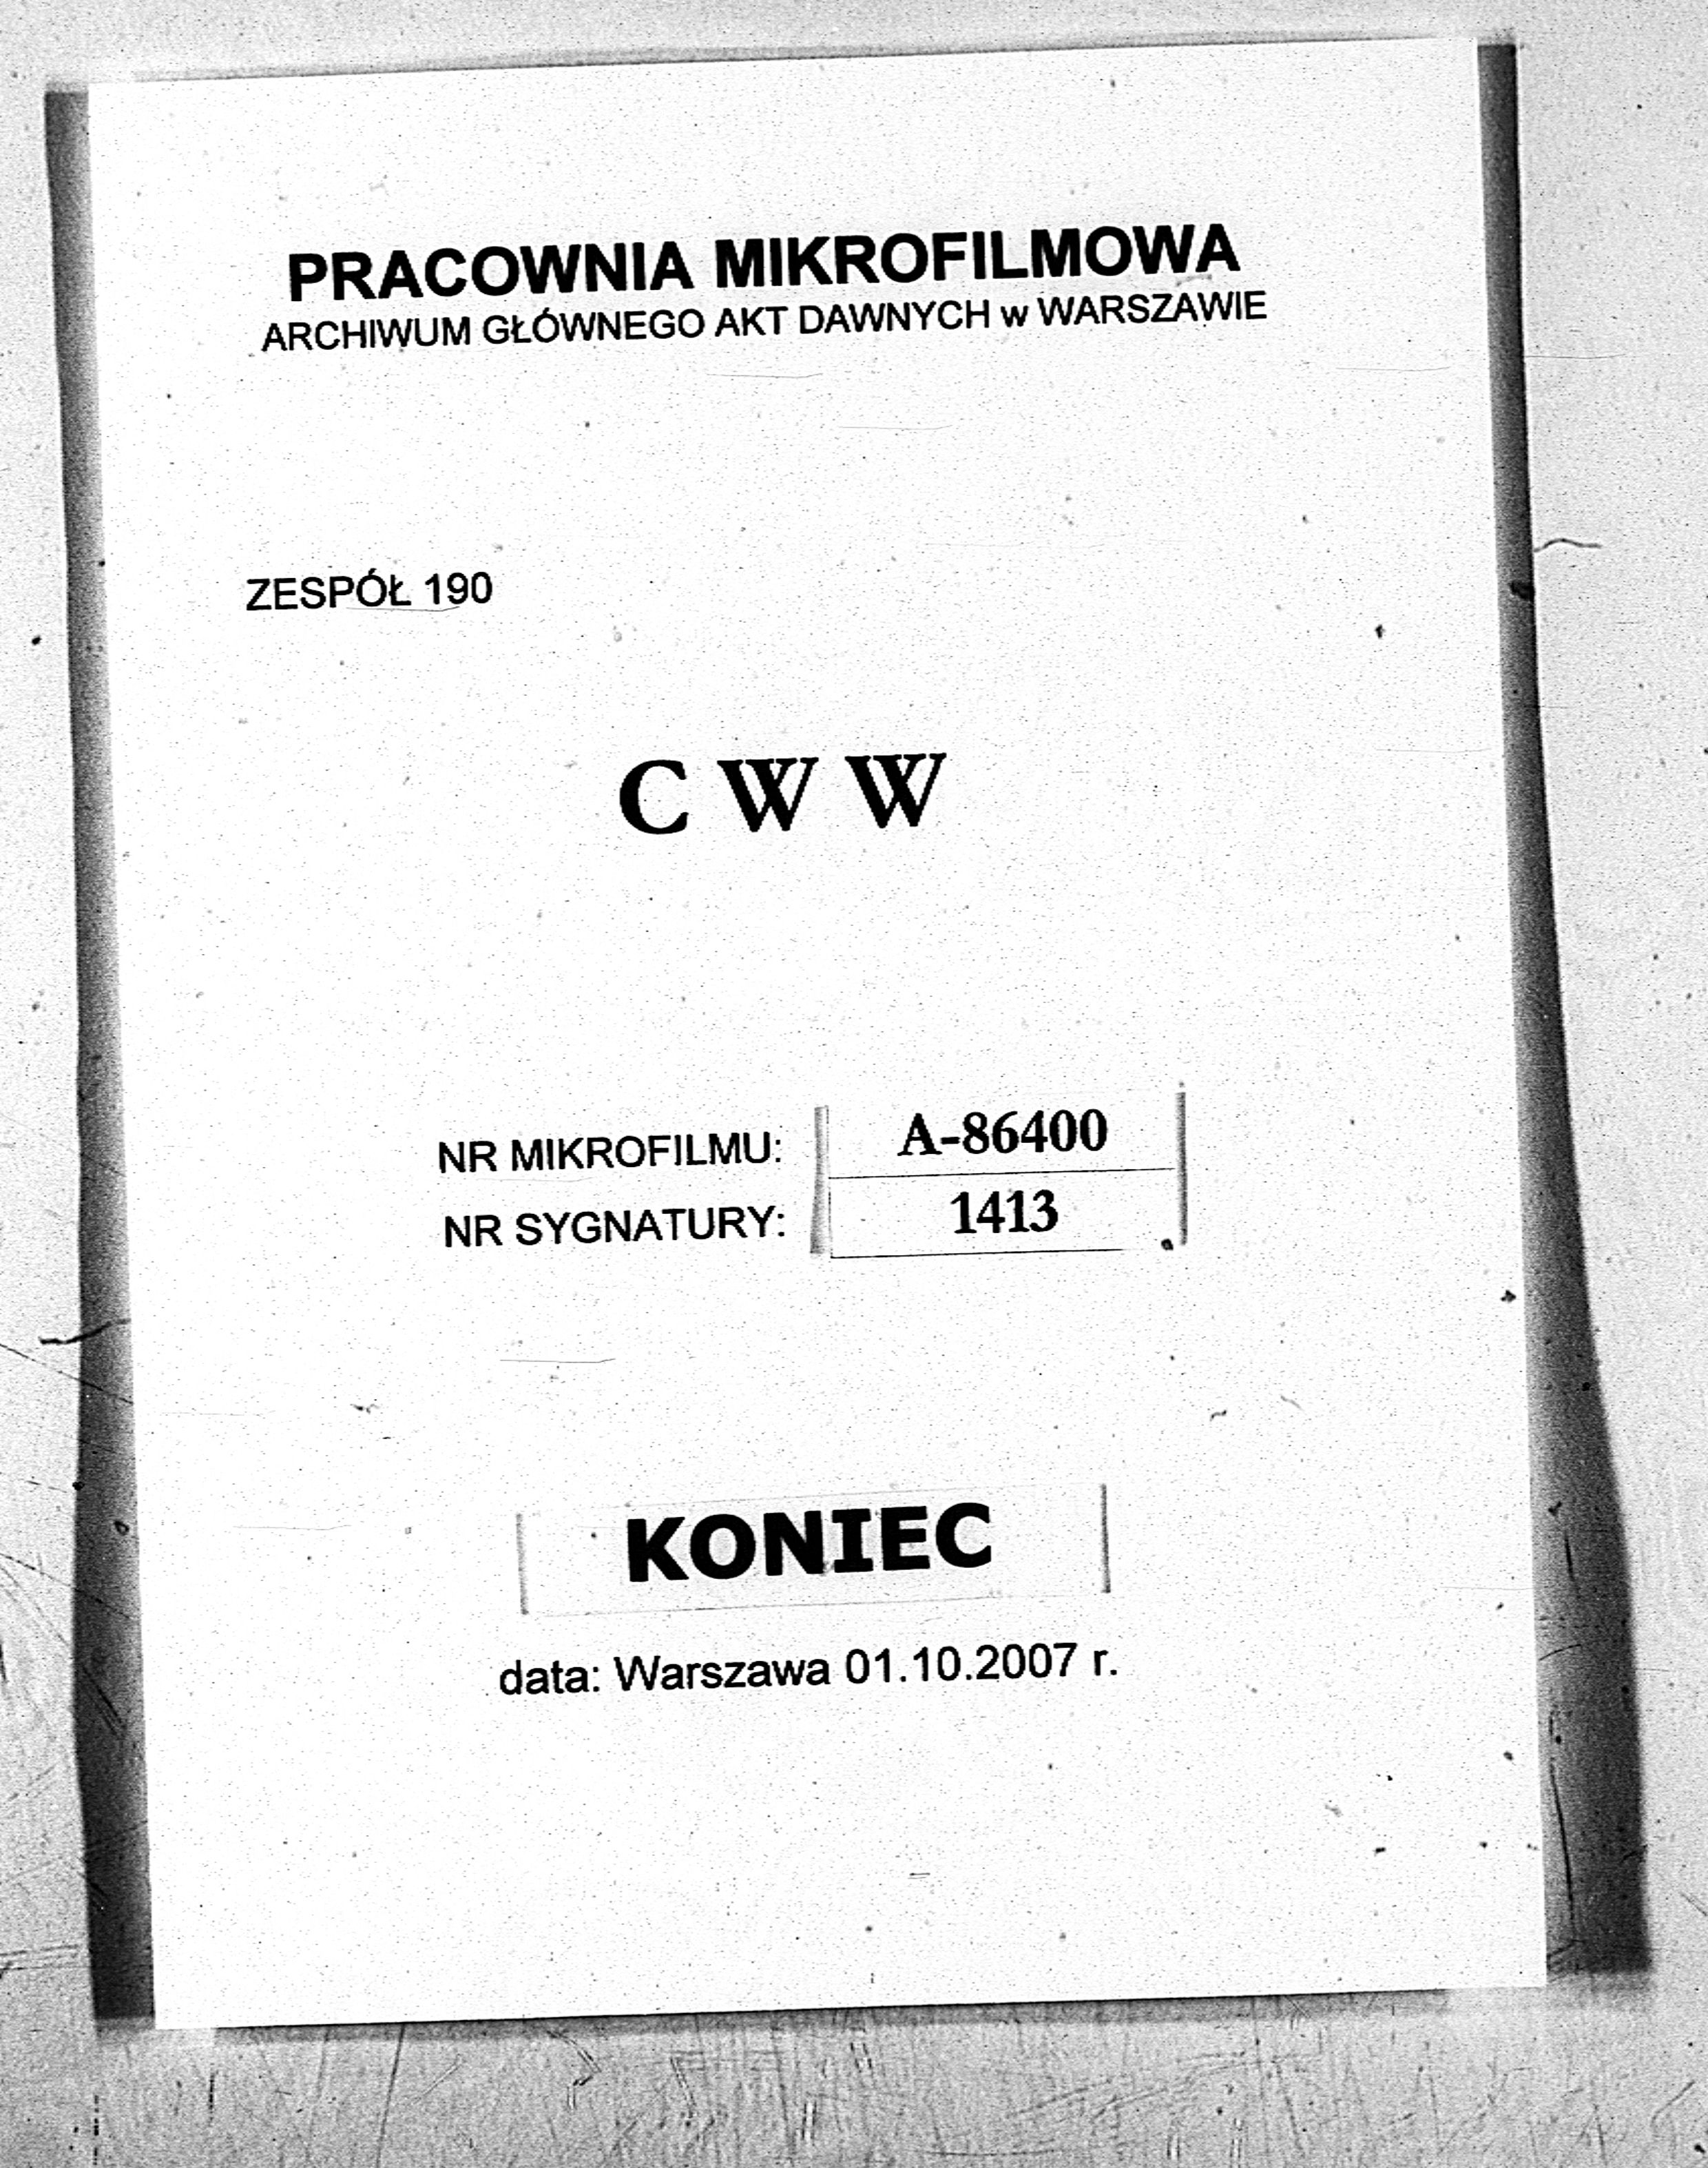 PRACOWNIA MIKROFILMOWA
ARCHIWUM GŁÓWNEGO AKT DAWNYCH w WARSZAWIE
ZESPÓŁ 190
C W W
NR MIKROFILMU: A-86400
NR SYGNATURY: 1413
KONIEC
data: Warszawa 01.10.2007 r.